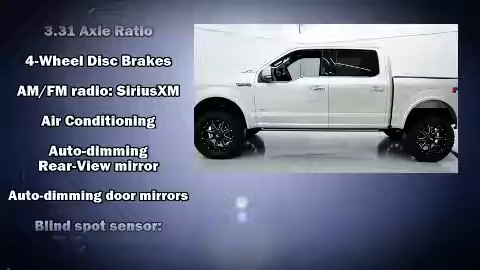 3.31 Axle Ratio
4-Wheel Disc Brakes
AM/FM radio: SiriusXM
Air Conditioning
Auto-dimming
Rear-View mirror
Auto-dimming door mirrors
Blind spot sensor: